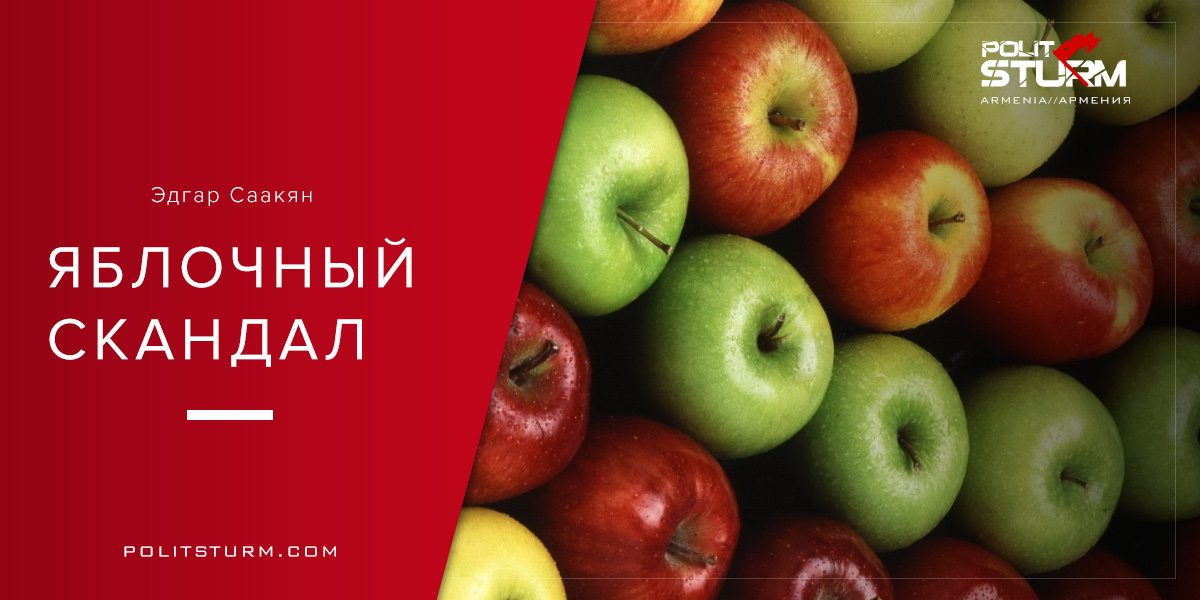 Эдгар Саакян
ЯБЛОЧНЫЙ
СКАНДАЛ
POLITSTURM.COM
POLIT
STURM
ARMENIA//АРМЕНИЯ